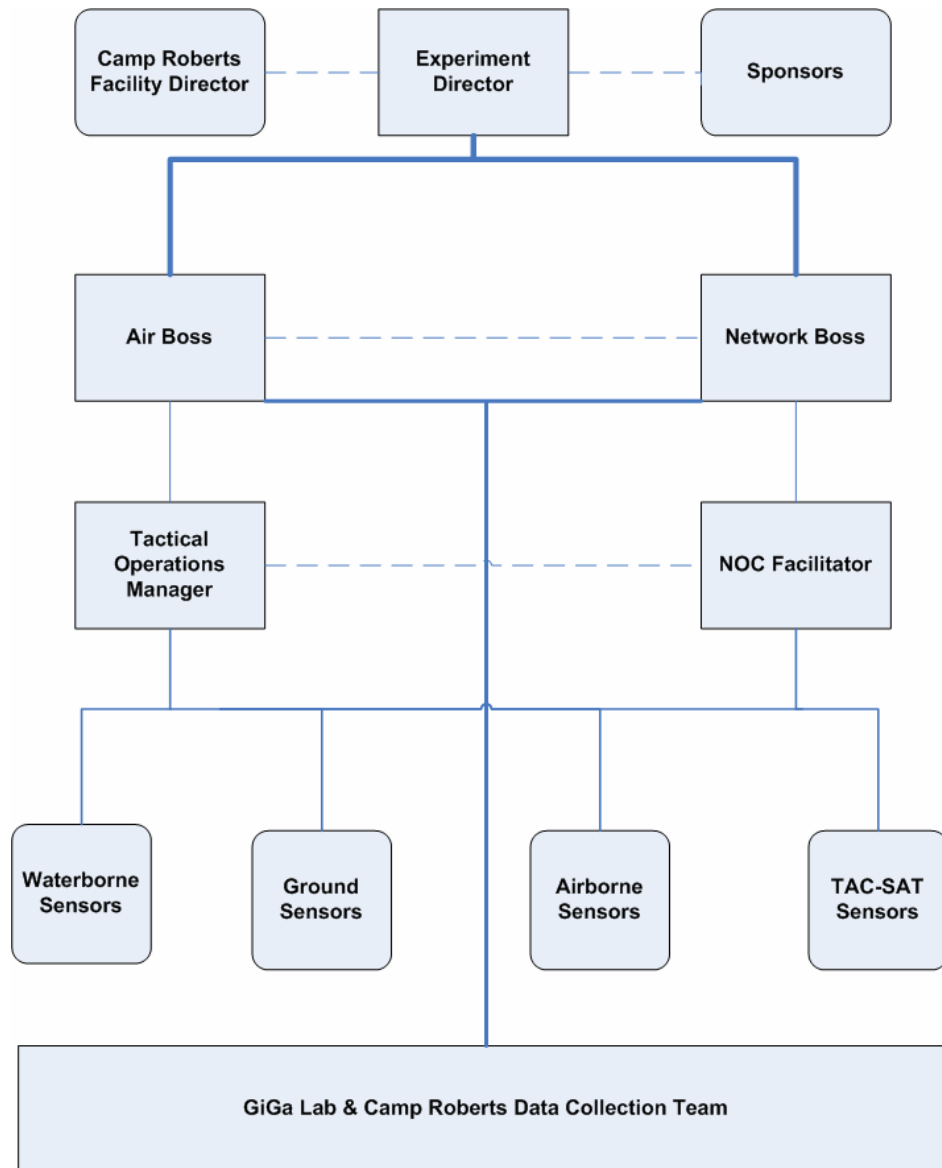 Camp Roberts
Facility Director
Experiment
Director
Sponsors
Air Boss
Network Boss
Tactical
Operations
Manager
NOC Facilitator
Waterborne
Sensors
Ground
Sensors
Airborne
Sensors
TAC-SAT
Sensors
GiGa Lab & Camp Roberts Data Collection Team